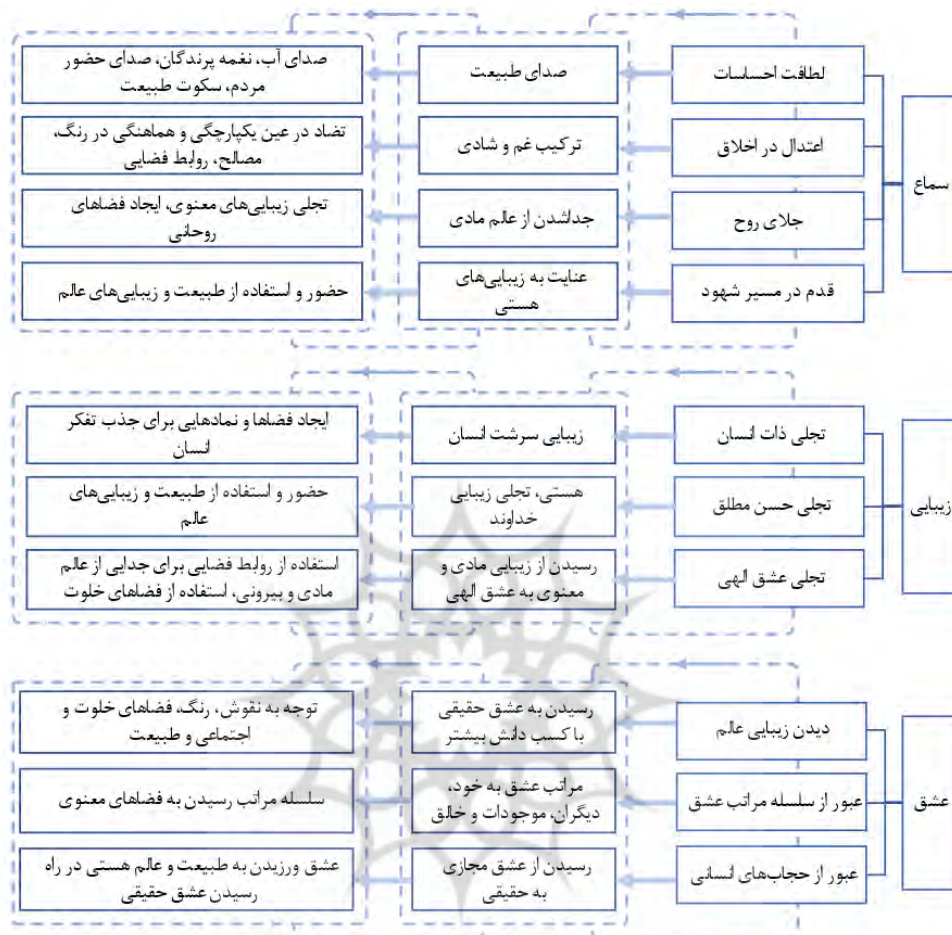 سماع
لطافت احساسات
صدای طبیعت
صدای آب، نغمه پرندگان، صدای حضور
مردم، سکوت طبیعت
اعتدال در اخلاق
ترکیب غم و شادی
تضاد در عین یکپارچگی و هماهنگی در رنگ،
مصالح، روابط فضایی
جلای روح
جداشدن از عالم مادی
تجلی زیبایی‌های معنوی، ایجاد فضاهای
روحانی
قدم در مسیر شهود
عنایت به زیبایی‌های
هستی
حضور و استفاده از طبیعت و زیبایی‌های عالم
زیبایی
تجلی ذات انسان
زیبایی سرشت انسان
ایجاد فضاها و نمادهایی برای جذب تفکر
انسان
تجلی حسن مطلق
هستی، تجلی زیبایی
خداوند
حضور و استفاده از طبیعت و زیبایی‌های
عالم
تجلی عشق الهی
رسیدن از زیبایی مادی و
معنوی به عشق الهی
استفاده از روابط فضایی برای جدایی از عالم
مادی و بیرونی، استفاده از فضاهای خلوت
عشق
دیدن زیبایی عالم
رسیدن به عشق حقیقی
با کسب دانش بیشتر
توجه به نقوش، رنگ، فضاهای خلوت و
اجتماعی و طبیعت
عبور از سلسله مراتب عشق
مراتب عشق به خود،
دیگران، موجودات و خالق
سلسله مراتب رسیدن به فضاهای معنوی
عبور از حجاب‌های انسانی
رسیدن از عشق مجازی
به حقیقی
عشق ورزیدن به طبیعت و عالم هستی در راه
رسیدن عشق حقیقی